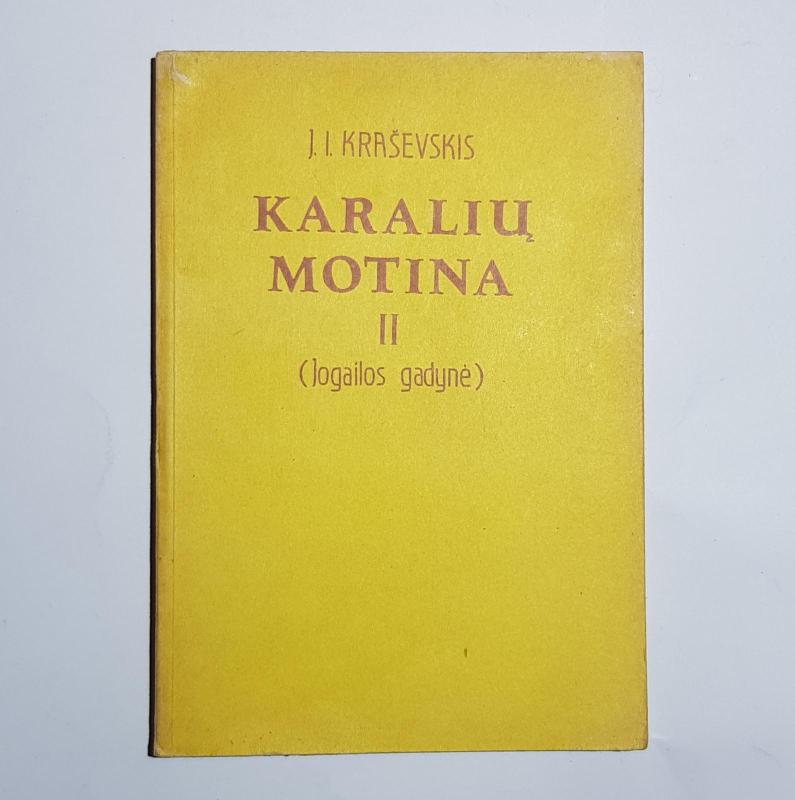 J. I. KRAŠEVSKIS
KARALIŲ
MOTINA
II
(Jogailos gadynė)